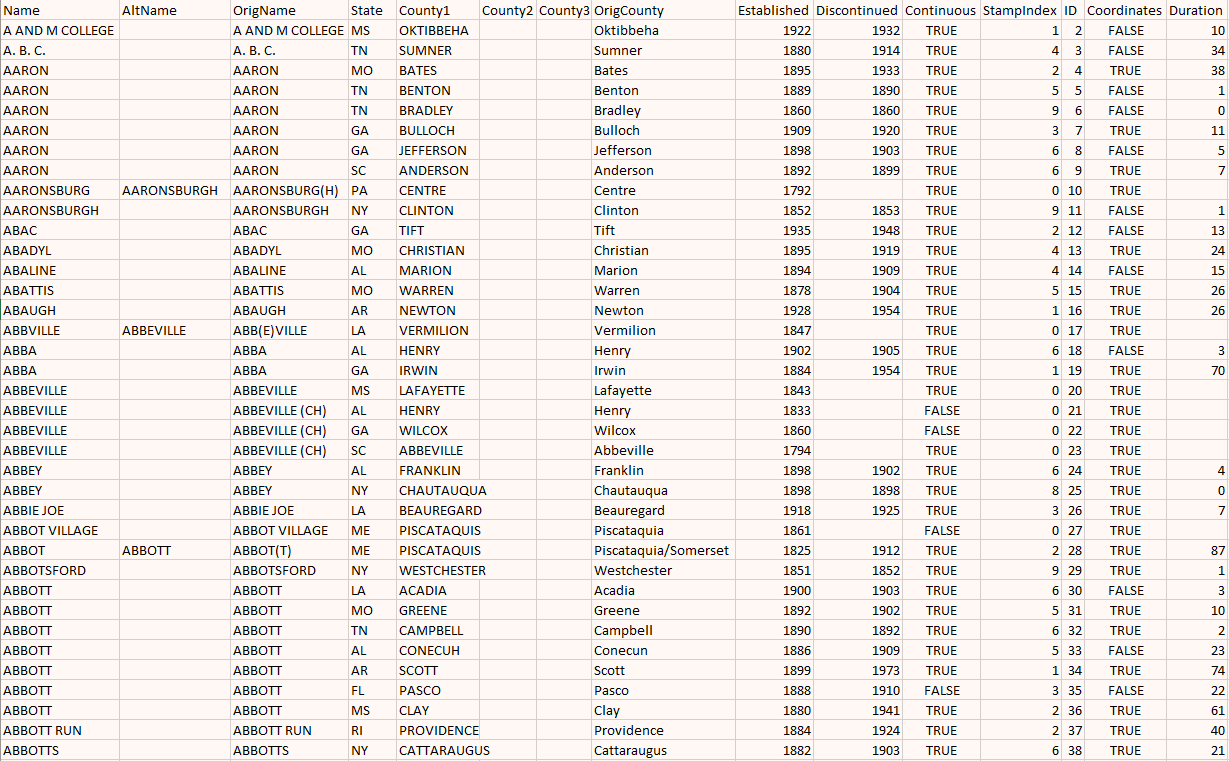 Name AltName OrigName State County1 County2 County3 OrigCounty Established Discontinued Continuous StampIndex ID Coordinates Duration
A AND M COLLEGE A AND M COLLEGE MS OKTIBBEHA Oktibbeha 1922 1932 TRUE 1 2 FALSE 10
A. B. C. A. B. C. TN SUMNER Sumner 1880 1914 TRUE 4 3 FALSE 34
AARON AARON MO BATES Bates 1895 1933 TRUE 2 4 TRUE 38
AARON AARON TN BENTON Benton 1889 1890 TRUE 5 5 FALSE 1
AARON AARON TN BRADLEY Bradley 1860 1860 TRUE 9 6 FALSE 0
AARON AARON GA BULLOCH Bulloch 1909 1920 TRUE 3 7 TRUE 11
AARON AARON GA JEFFERSON Jefferson 1898 1903 TRUE 6 8 FALSE 5
AARON AARON SC ANDERSON Anderson 1892 1899 TRUE 6 9 TRUE 7
AARONSBURG AARONSBURGH AARONSBURG(H) PA CENTRE Centre 1792 TRUE 0 10 TRUE
AARONSBURGH AARONSBURGH NY CLINTON Clinton 1852 1853 TRUE 9 11 FALSE 1
ABAC ABAC GA TIFT Tift 1935 1948 TRUE 2 12 FALSE 13
ABADYL ABADYL MO CHRISTIAN Christian 1895 1919 TRUE 4 13 TRUE 24
ABALINE ABALINE AL MARION Marion 1894 1909 TRUE 4 14 FALSE 15
ABATTIS ABATTIS MO WARREN Warren 1878 1904 TRUE 5 15 TRUE 26
ABAUGH ABAUGH AR NEWTON Newton 1928 1954 TRUE 1 16 TRUE 26
ABBVILLE ABBEVILLE ABB(E)VILLE LA VERMILION Vermilion 1847 TRUE 0 17 TRUE
ABBA ABBA AL HENRY Henry 1902 1905 TRUE 6 18 FALSE 3
ABBA ABBA GA IRWIN Irwin 1884 1954 TRUE 1 19 TRUE 70
ABBEVILLE ABBEVILLE MS LAFAYETTE Lafayette 1843 TRUE 0 20 TRUE
ABBEVILLE ABBEVILLE (CH) AL HENRY Henry 1833 FALSE 0 21 TRUE
ABBEVILLE ABBEVILLE (CH) GA WILCOX Wilcox 1860 FALSE 0 22 TRUE
ABBEVILLE ABBEVILLE (CH) SC ABBEVILLE Abbeville 1794 TRUE 0 23 TRUE
ABBEY ABBEY AL FRANKLIN Franklin 1898 1902 TRUE 6 24 TRUE 4
ABBEY ABBEY NY CHAUTAUQUA Chautauqua 1898 1898 TRUE 8 25 TRUE 0
ABBIE JOE ABBIE JOE LA BEAUREGARD Beauregard 1918 1925 TRUE 3 26 TRUE 7
ABBOT VILLAGE ABBOT VILLAGE ME PISCATAQUIS Piscataquia 1861 FALSE 0 27 TRUE
ABBOT ABBOTT ABBOT(T) ME PISCATAQUIS Piscataquia/Somerset 1825 1912 TRUE 2 28 TRUE 87
ABBOTSFORD ABBOTSFORD NY WESTCHESTER Westchester 1851 1852 TRUE 9 29 TRUE 1
ABBOTT ABBOTT LA ACADIA Acadia 1900 1903 TRUE 6 30 FALSE 3
ABBOTT ABBOTT MO GREENE Greene 1892 1902 TRUE 5 31 TRUE 10
ABBOTT ABBOTT TN CAMPBELL Campbell 1890 1892 TRUE 6 32 TRUE 2
ABBOTT ABBOTT AL CONECUH Conecun 1886 1909 TRUE 5 33 FALSE 23
ABBOTT ABBOTT AR SCOTT Scott 1899 1973 TRUE 1 34 TRUE 74
ABBOTT ABBOTT FL PASCO Pasco 1888 1910 FALSE 3 35 FALSE 22
ABBOTT ABBOTT MS CLAY Clay 1880 1941 TRUE 2 36 TRUE 61
ABBOTT RUN ABBOTT RUN RI PROVIDENCE Providence 1884 1924 TRUE 2 37 TRUE 40
ABBOTTS ABBOTTS NY CATTARAUGUS Cattaraugus 1882 1903 TRUE 6 38 TRUE 21